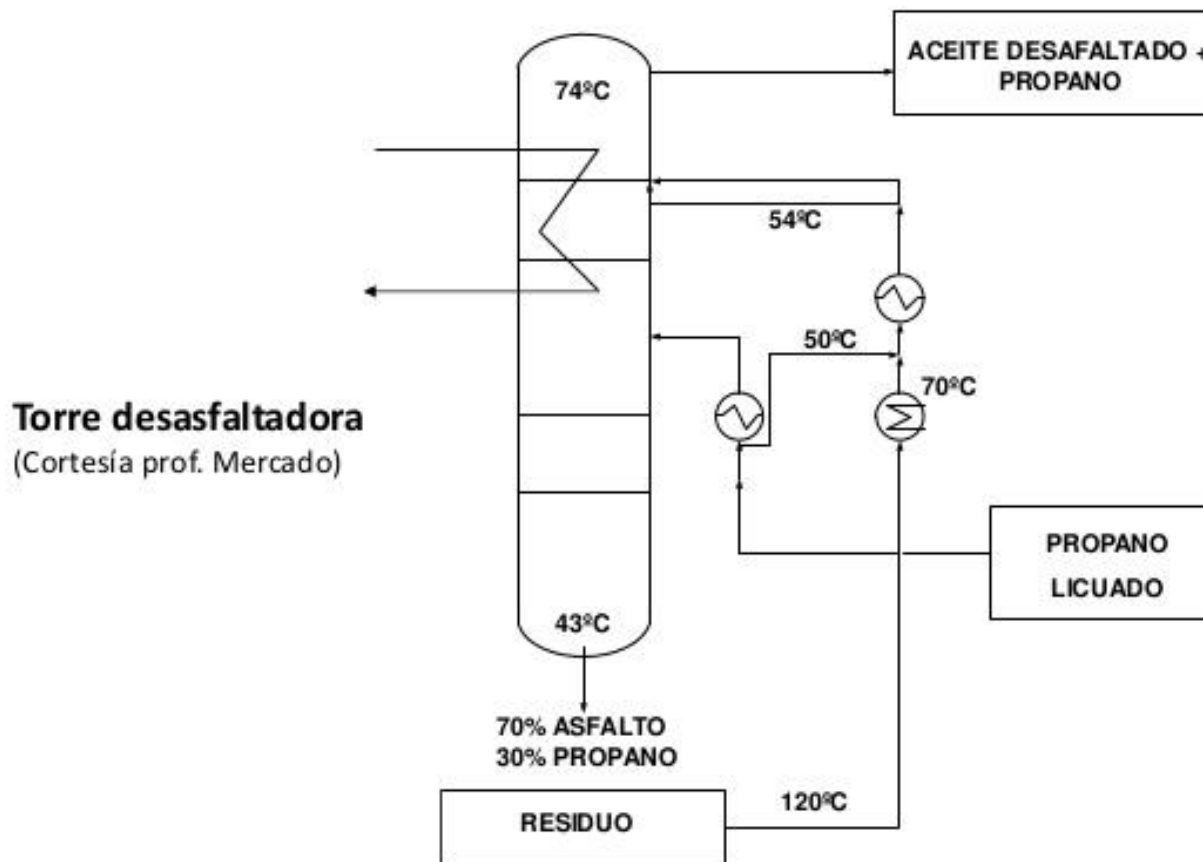 74ºC
ACEITE DESAFALTADO +
PROPANO
54ºC
50ºC
70ºC
Torre desasfaltadora
(Cortesía prof. Mercado)
PROPANO
LICUADO
43ºC
70% ASFALTO
30% PROPANO
120ºC
RESIDUO